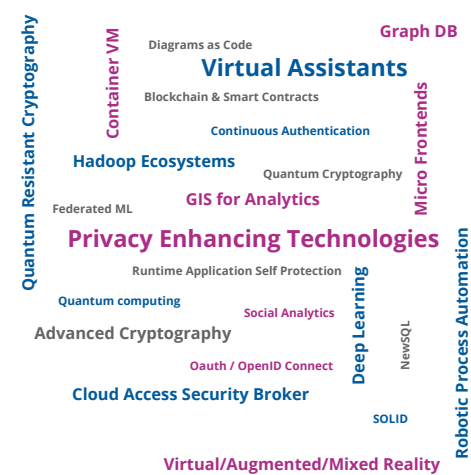 Quantum Resistant Cryptography
Container VM
Diagrams as Code
Graph DB
Virtual Assistants
Blockchain & Smart Contracts
Micro Frontends
Continuous Authentication
Hadoop Ecosystems
Quantum Cryptography
GIS for Analytics
Federated ML
Privacy Enhancing Technologies
Robotic Process Automation
Runtime Application Self Protection
Deep Learning
Quantum computing
Social Analytics
NewSQL
Advanced Cryptography
Oauth / OpenID Connect
Cloud Access Security Broker
SOLID
Virtual/Augmented/Mixed Reality